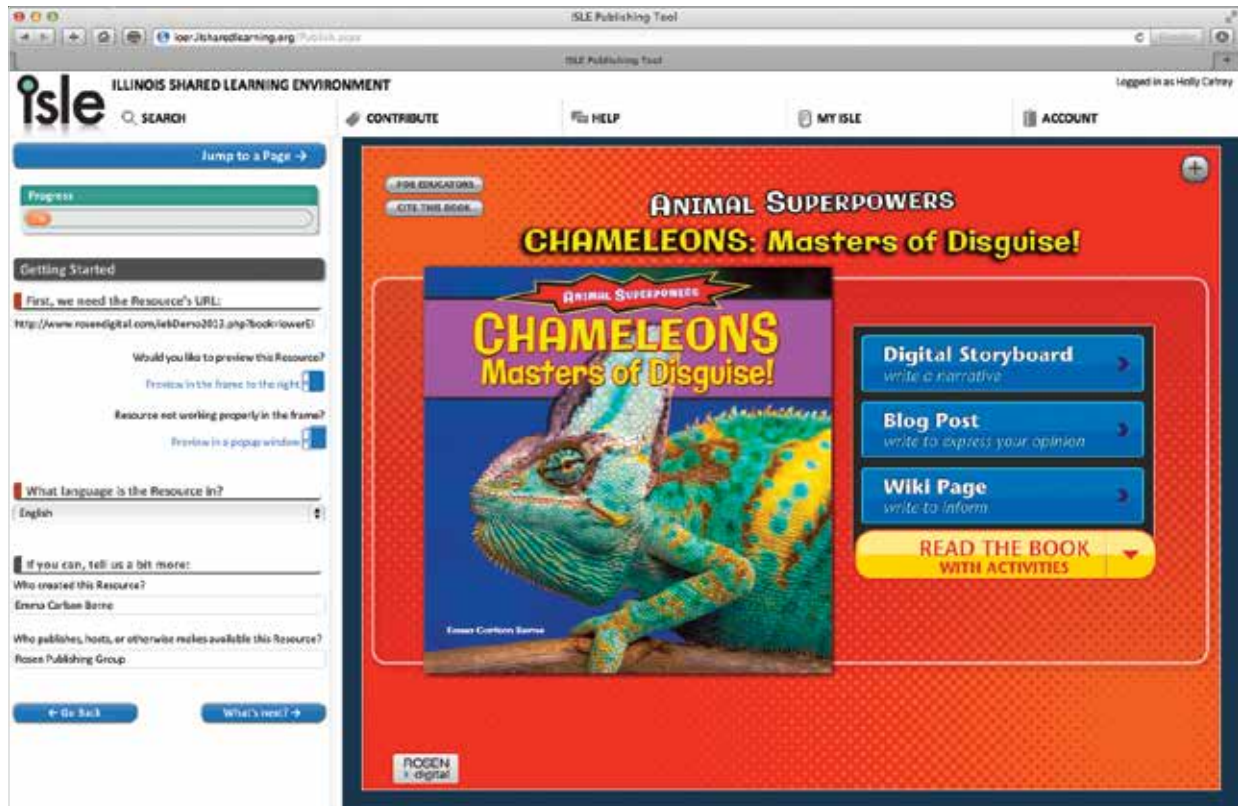 ISLE Publishing Tool
ioer.ilsharedlearning.org/Publish.aspx
ISLE Publishing Tool
isle
ILLINOIS SHARED LEARNING ENVIRONMENT
SEARCH
CONTRIBUTE
HELP
MY ISLE
ACCOUNT
Jump to a Page →
Progress
Getting Started
First, we need the Resource's URL:
Would you like to preview this Resource?
Preview in the frame to the right
Resource not working properly in the frame?
Preview in a popup window
What language is the Resource in?
English
If you can, tell us a bit more:
Who created this Resource?
Emma Carlson Berne
Who publishes, hosts, or otherwise makes available this Resource?
Rosen Publishing Group
← Go Back
What's next? →
Logged in as Holly
FOR EDUCATORS
CITE THIS BOOK
ANIMAL SUPERPOWERS
CHAMELEONS: Masters of Disguise!
ANIMAL SUPERPOWERS
CHAMELEONS
Masters of Disguise!
Emma Carlson Berne
Digital Storyboard
write a narrative
Blog Post
write to express your opinion
Wiki Page
write to inform
READ THE BOOK
WITH ACTIVITIES
ROSEN
digital